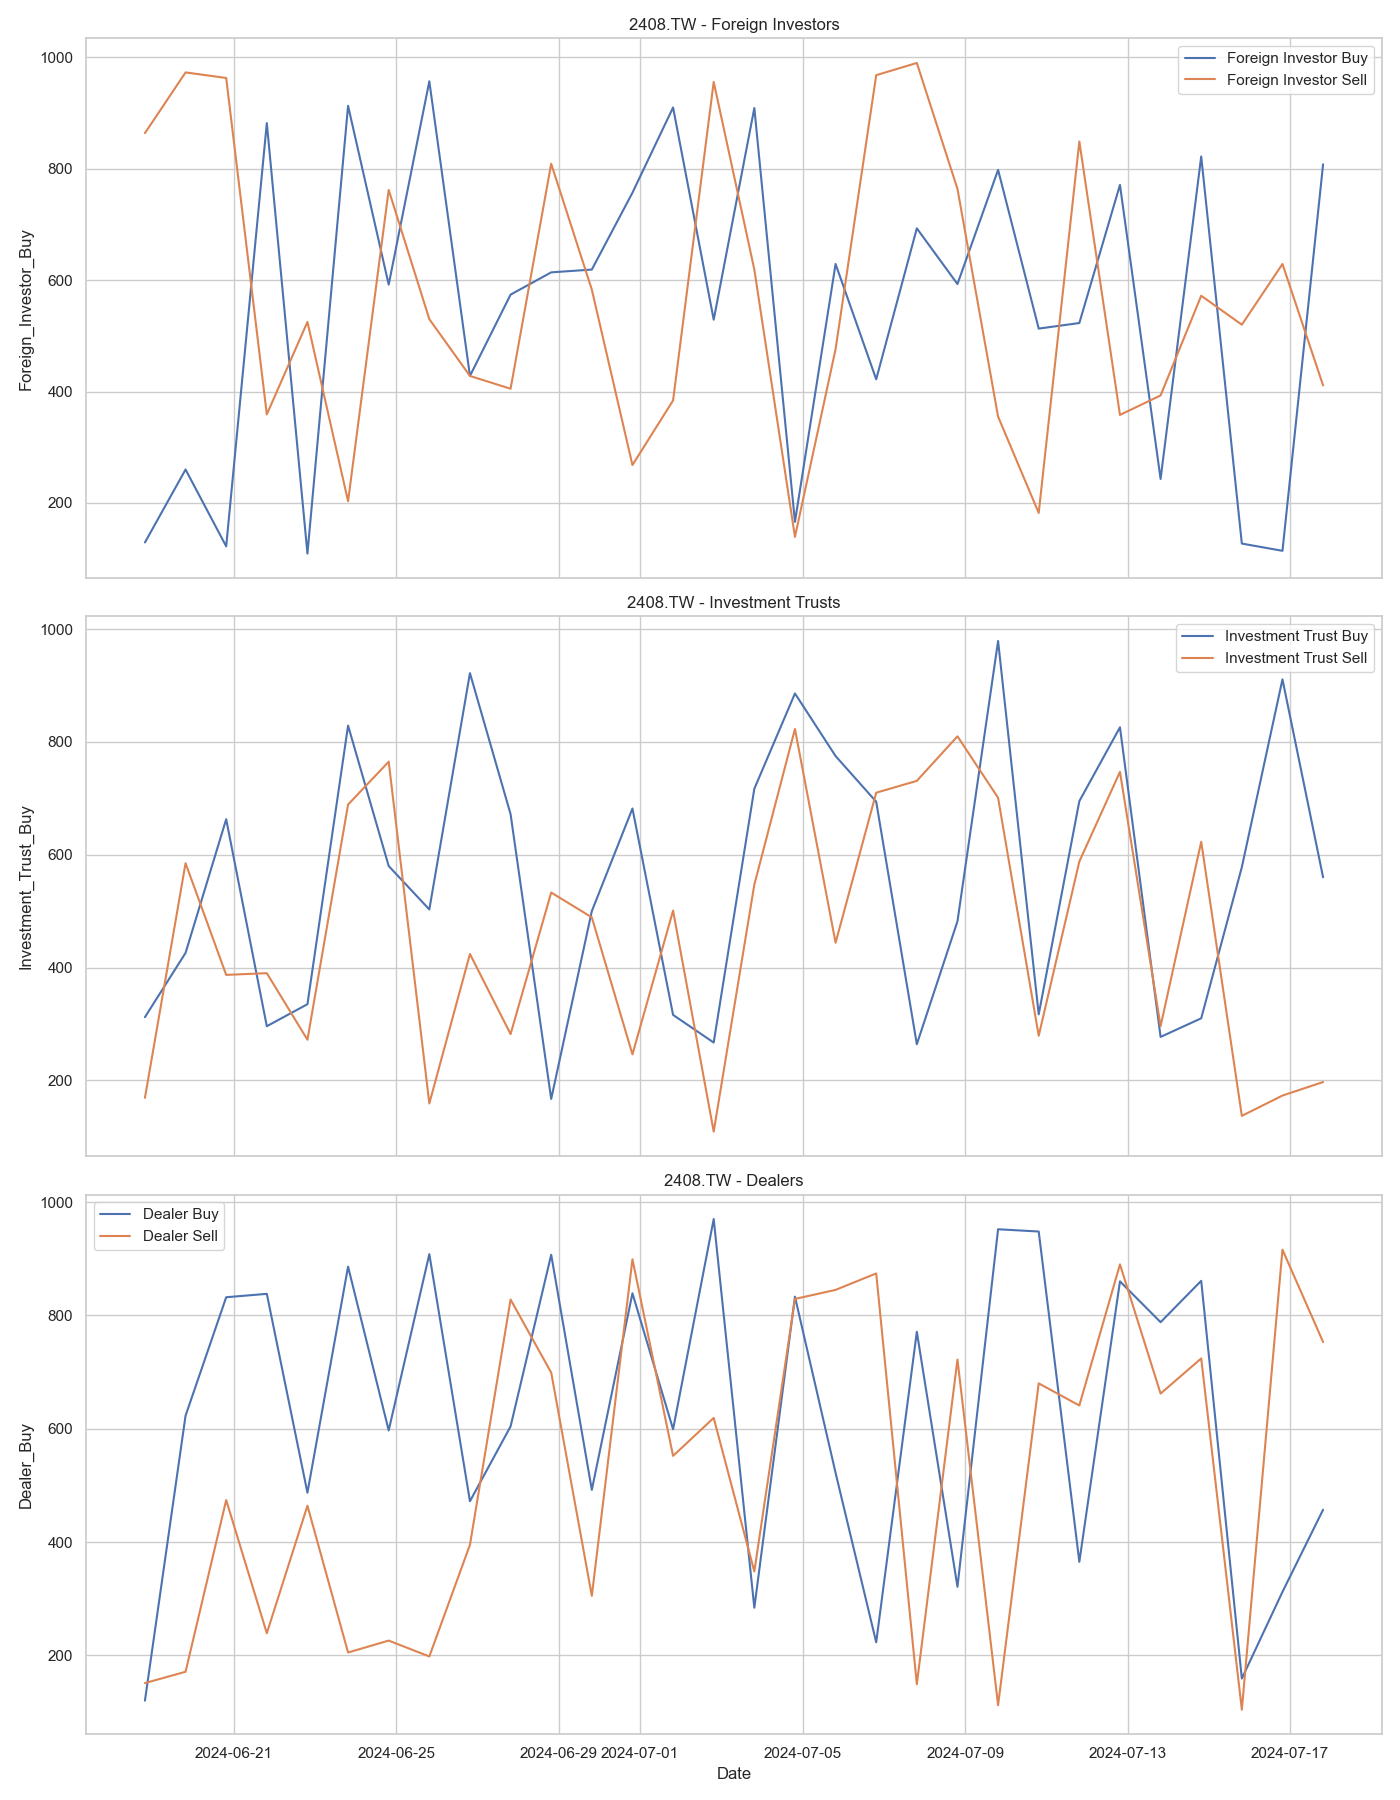 2408.TW - Foreign Investors
Foreign_Investor_Buy
1000
800
600
400
200
Foreign Investor Buy
Foreign Investor Sell
2408.TW - Investment Trusts
Investment_Trust_Buy
1000
800
600
400
200
Investment Trust Buy
Investment Trust Sell
2408.TW - Dealers
Dealer_Buy
1000
800
600
400
200
Dealer Buy
Dealer Sell
2024-06-21 2024-06-25 2024-06-29 2024-07-01 2024-07-05 2024-07-09 2024-07-13 2024-07-17
Date